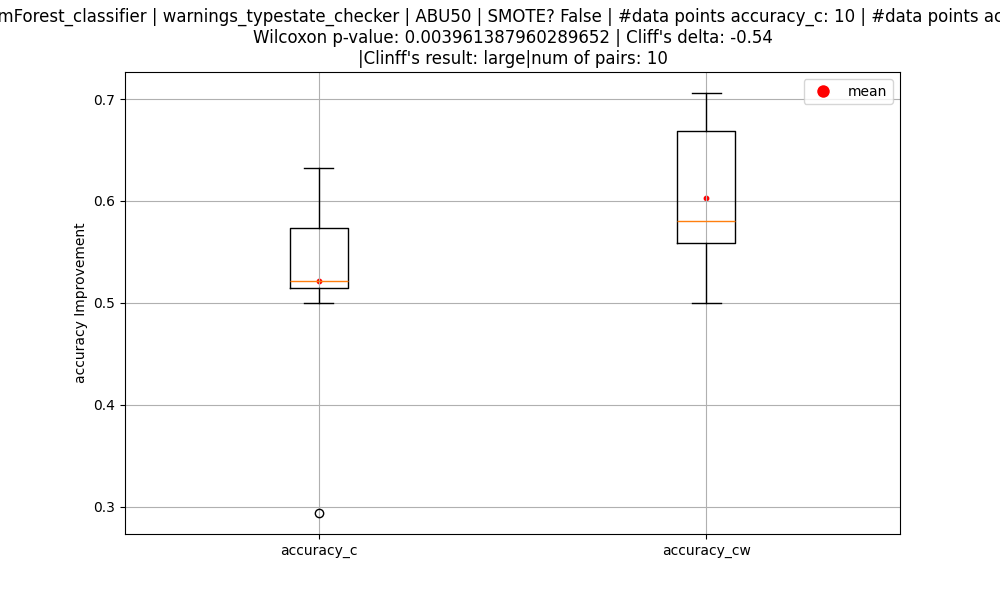 mForest_classifier | warnings_typestate_checker | ABU50 | SMOTE? False | #data points accuracy_c: 10 | #data points ac
Wilcoxon p-value: 0.003961387960289652 | Cliff's delta: -0.54
|Clinff's result: large|num of pairs: 10
mean
0.7
0.6
0.5
0.4
0.3
accuracy Improvement
accuracy_c
accuracy_cw